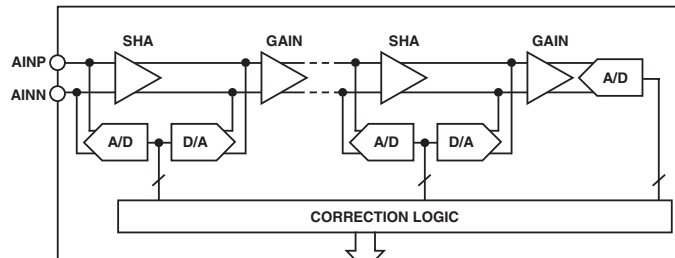 SHA GAIN SHA GAIN
AINP
A/D
AINN
A/D D/A A/D D/A
CORRECTION LOGIC